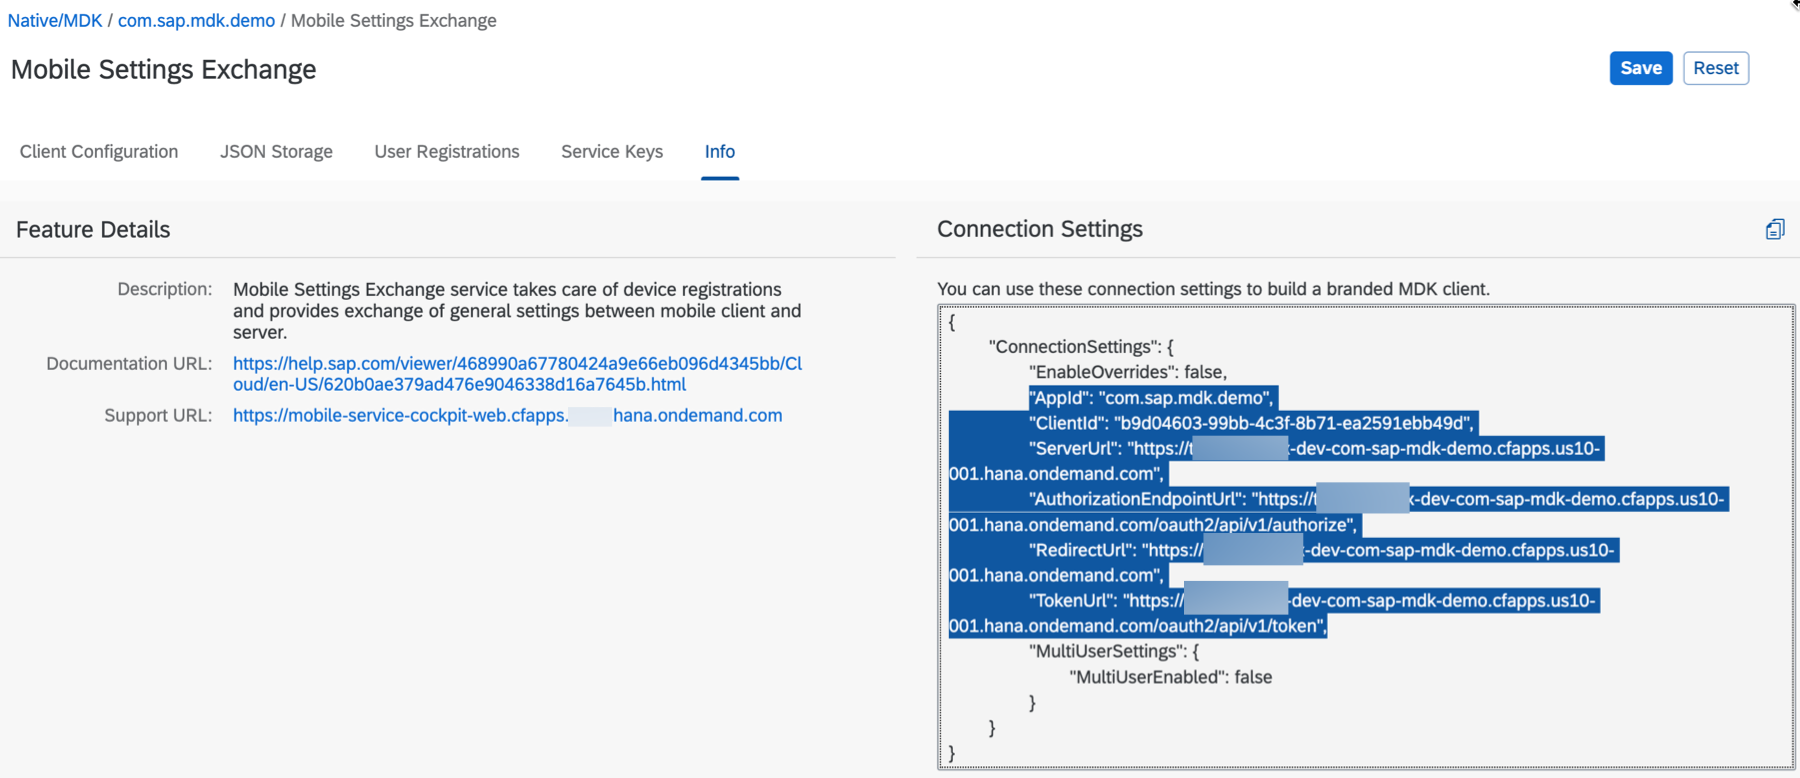 Native/MDK / com.sap.mdk.demo / Mobile Settings Exchange
Mobile Settings Exchange
Save
Reset
Client Configuration
JSON Storage
User Registrations
Service Keys
Info
Feature Details
Description:
Mobile Settings Exchange service takes care of device registrations
and provides exchange of general settings between mobile client and
server.
Documentation URL:
https://help.sap.com/viewer/468990a67780424a9e66eb096d4345bb/Cl
oud/en-US/620b0ae379ad476e9046338d16a7645b.html
Support URL:
https://mobile-service-cockpit-web.cfapps. hana.ondemand.com
Connection Settings
You can use these connection settings to build a branded MDK client.
{
"ConnectionSettings": {
"EnableOverrides": false,
"AppId": "com.sap.mdk.demo",
"ClientId": "b9d04603-99bb-4c3f-8b71-ea2591ebb49d",
"ServerUrl": "https://t -dev-com-sap-mdk-demo.cfapps.us10-
001.hana.ondemand.com",
"AuthorizationEndpointUrl": "https:// -dev-com-sap-mdk-demo.cfapps.us10-
001.hana.ondemand.com/oauth2/api/v1/authorize",
"RedirectUrl": "https:// -dev-com-sap-mdk-demo.cfapps.us10-
001.hana.ondemand.com",
"TokenUrl": "https:// -dev-com-sap-mdk-demo.cfapps.us10-
001.hana.ondemand.com/oauth2/api/v1/token",
"MultiUserSettings": {
"MultiUserEnabled": false
}
}
}